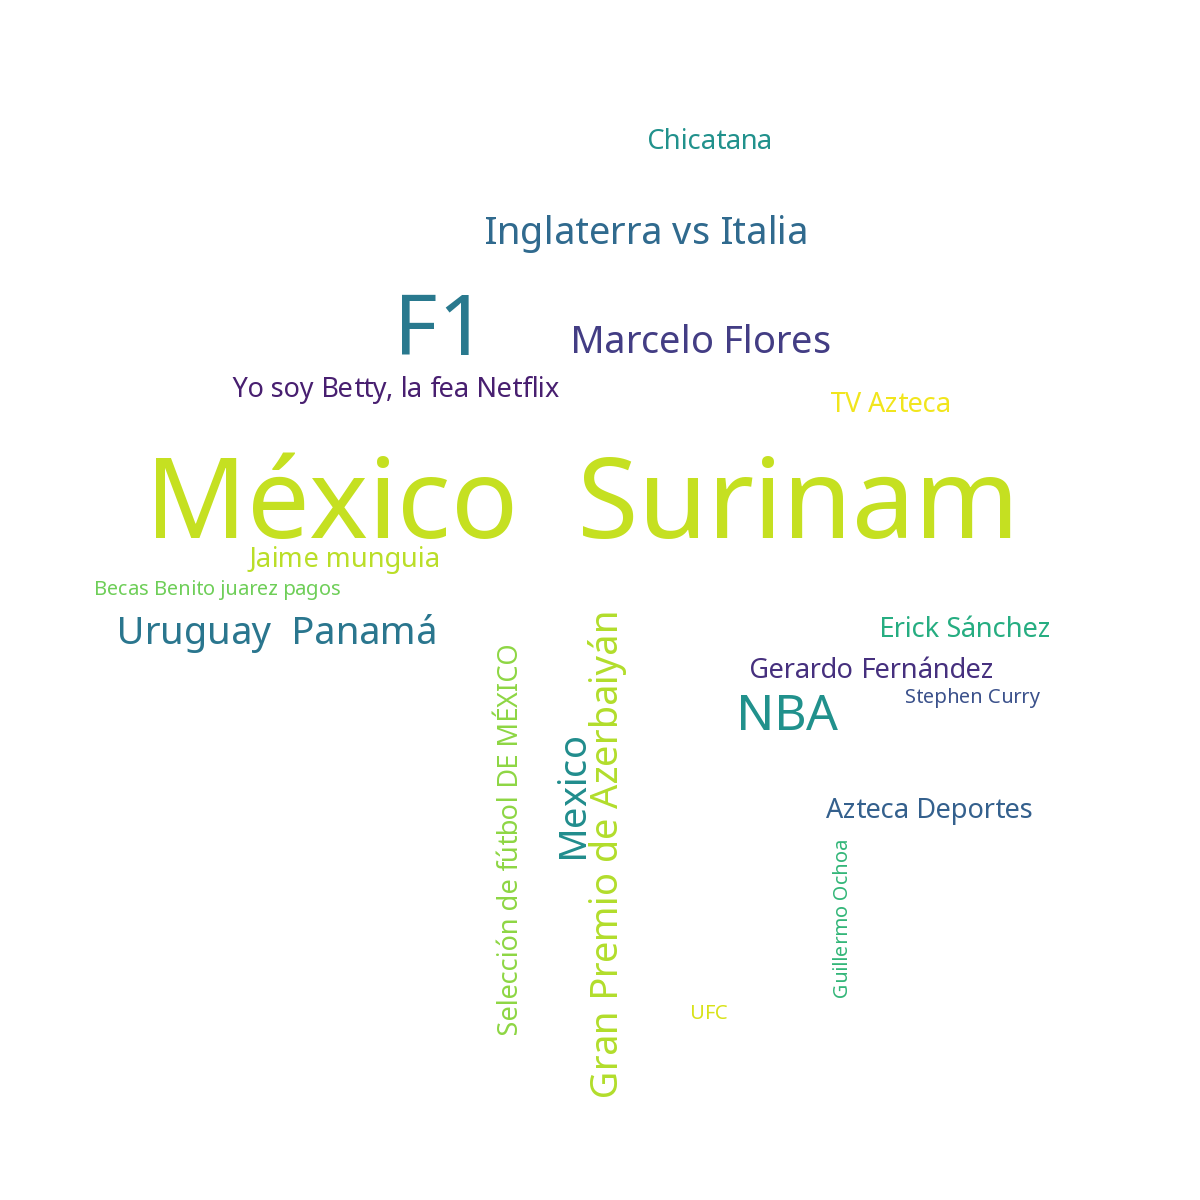 Chicatana
Inglaterra vs Italia
F1
Marcelo Flores
Yo soy Betty, la fea Netflix
TV Azteca
México Surinam
Jaime munguia
Becas Benito juarez pagos
Uruguay Panamá
Erick Sánchez
Gerardo Fernández
Stephen Curry
NBA
Selección de fútbol DE MÉXICO
Mexico
Gran Premio de Azerbaiyán
Azteca Deportes
Guillermo Ochoa
UFC